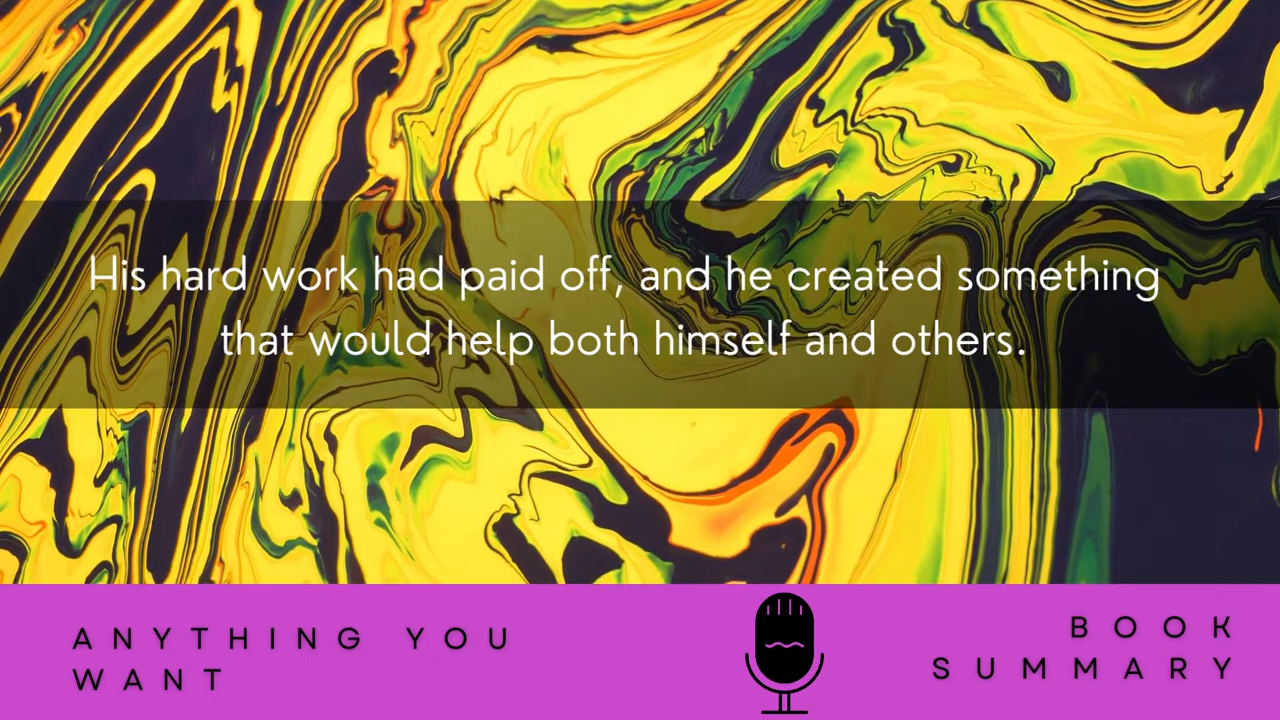 His hard work had paid off, and he created something
that would help both himself and others.
ANYTHING YOU
WANT
BOOK
SUMMARY